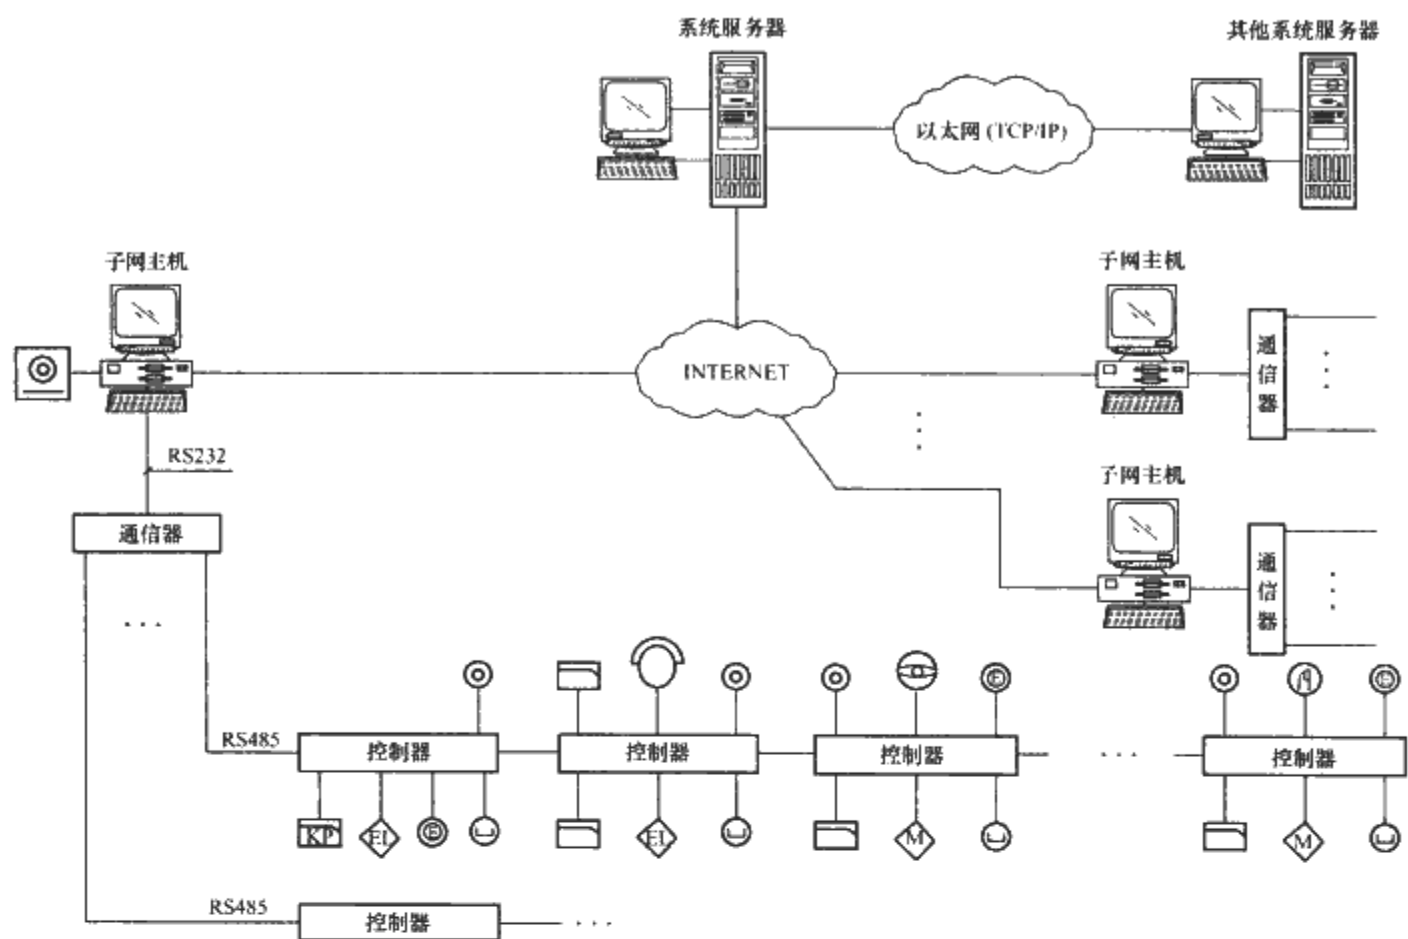 系统服务器
其他系统服务器
以太网 (TCP/IP)
子网主机
子网主机
INTERNET
通信器
RS232
子网主机
通信器
通信器
RS485
控制器
控制器
控制器
控制器
E
KP
EL
E
EL
M
M
RS485
控制器